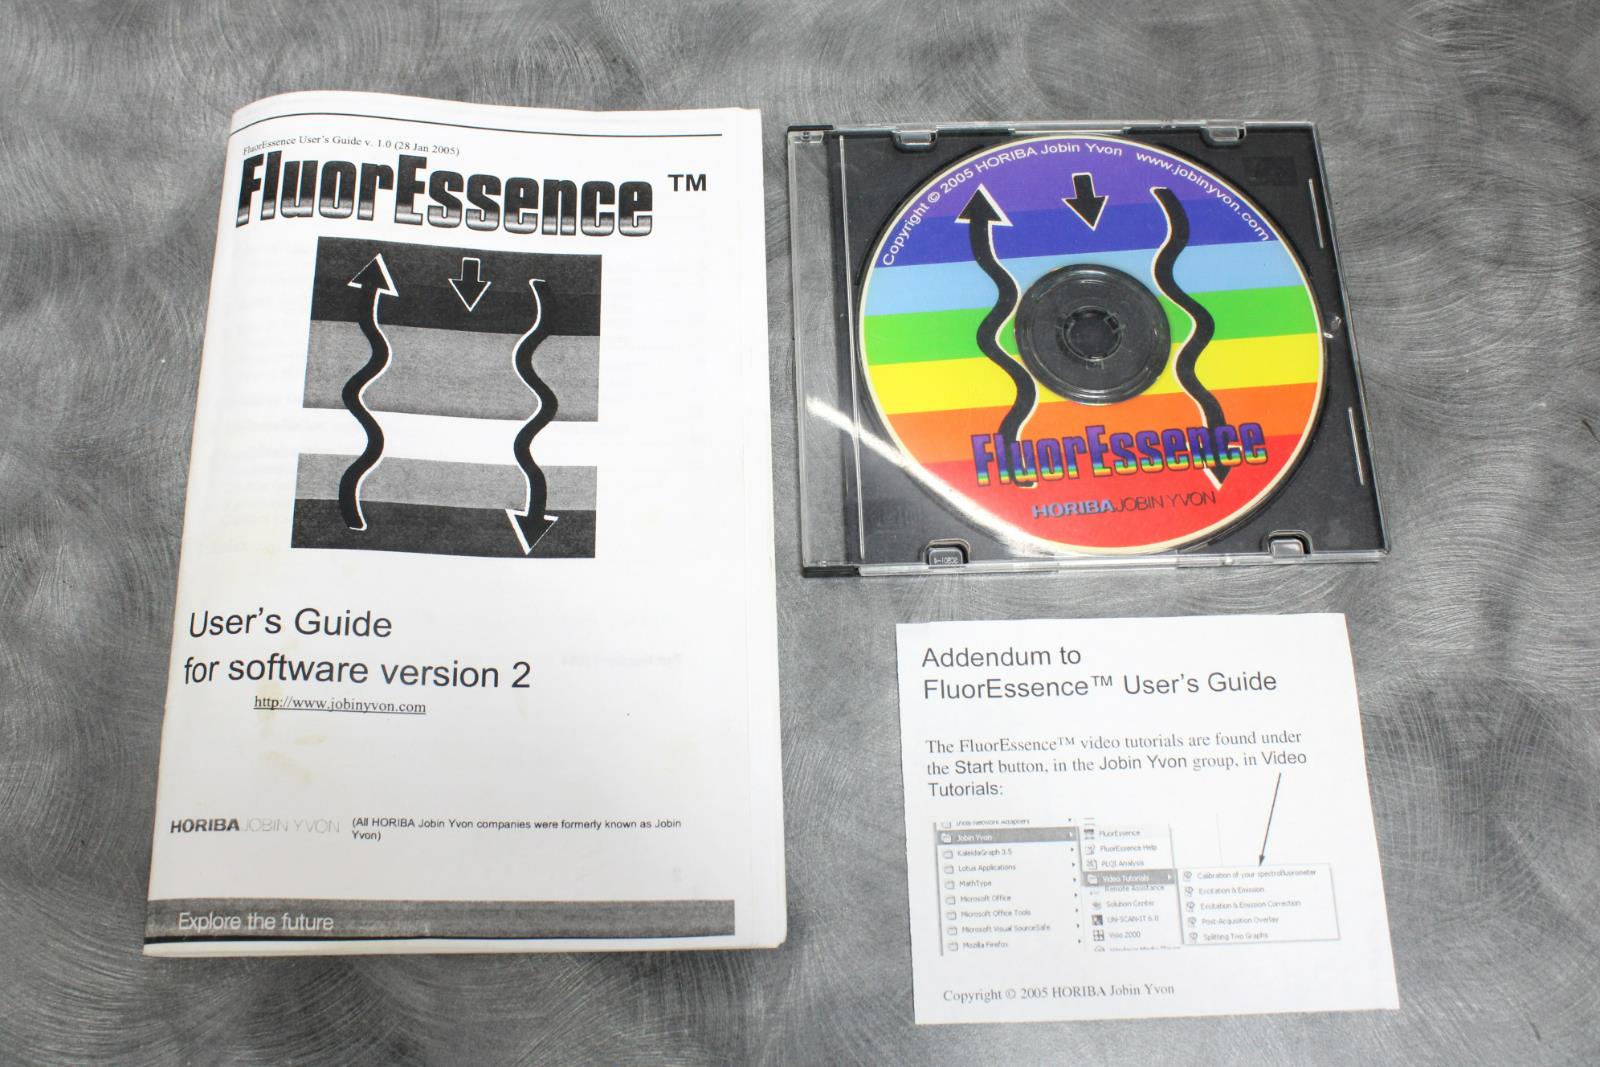 FluorEssence User's Guide v. 1.0 (28 Jan 2005)
FluorEssence ™
User's Guide
for software version 2
http://www.jobinyvon.com
HORIBA JOBIN YVON (All HORIBA Jobin Yvon companies were formerly known as Jobin
Yvon)
Explore the future
Copyright © 2005 HORIBA Jobin Yvon www.jobinyvon.com
FluorEssence
HORIBA JOBIN YVON
Addendum to
FluorEssence™ User's Guide
The FluorEssence™ video tutorials are found under
the Start button, in the Jobin Yvon group, in Video
Tutorials:
Jobin Yvon
KaleidaGraph 3.5
Lotus Applications
MathType
Microsoft Office
Microsoft Office Tools
Microsoft Visual SourceSafe
Mozilla Firefox
FluorEssence
FluorEssence Help
PLQI Analysis
Video Tutorials
Remote Assistance
Solution Center
UN-SCAN-IT 6.0
Visio 2000
Calibration of your spectrofluorometer
Excitation & Emission
Excitation & Emission Correction
Post-Acquisition Overlay
Splitting Two Graphs
Copyright © 2005 HORIBA Jobin Yvon